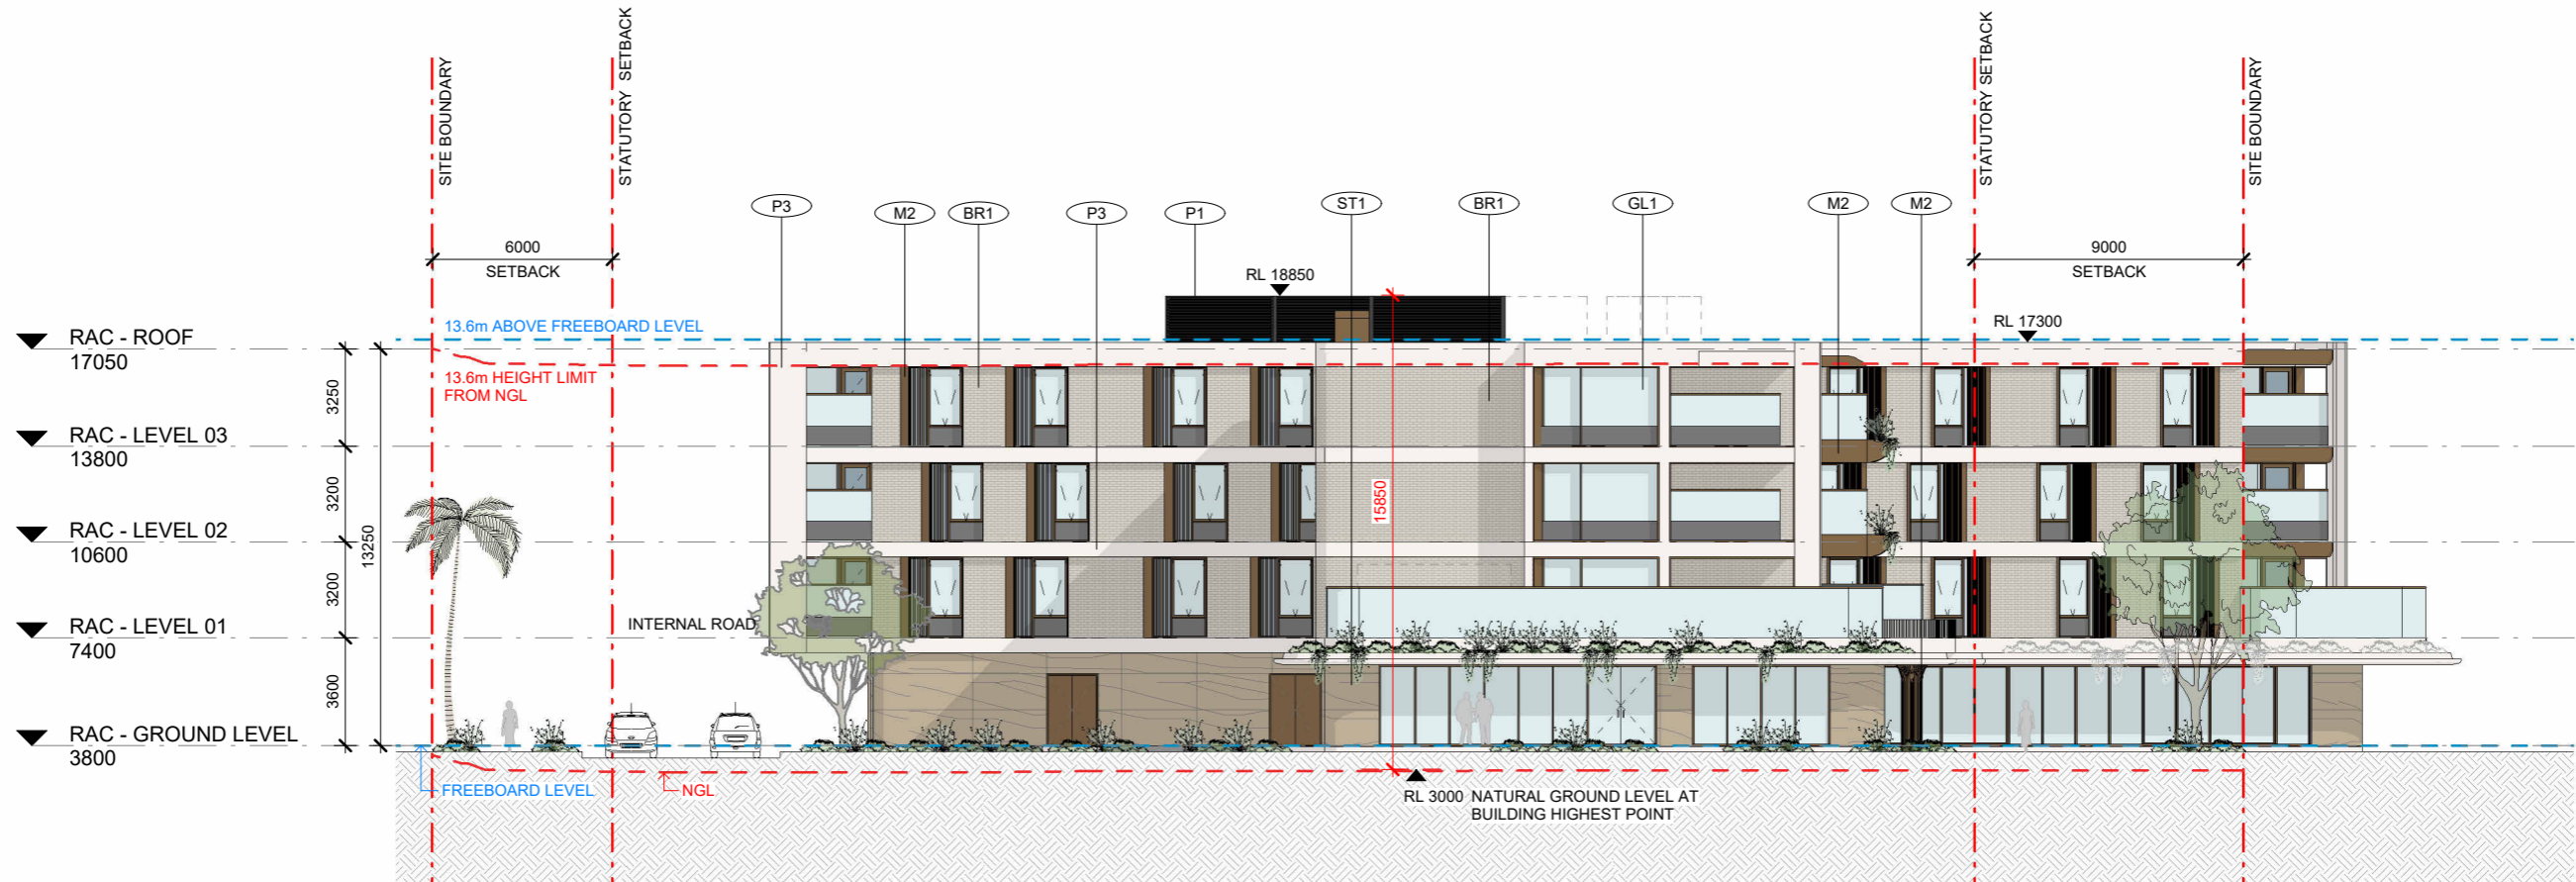 SITE BOUNDARY
STATUTORY SETBACK
STATUTORY SETBACK
SITE BOUNDARY
P3
M2
BR1
P3
P1
ST1
BR1
GL1
M2
M2
6000
SETBACK
9000
SETBACK
RL 18850
RL 17300
13.6m ABOVE FREEBOARD LEVEL
RAC - ROOF
17050
13.6m HEIGHT LIMIT
FROM NGL
3250
RAC - LEVEL 03
13800
3200
15850
RAC - LEVEL 02
10600
13250
3200
INTERNAL ROAD
RAC - LEVEL 01
7400
3600
RAC - GROUND LEVEL
3800
FREEBOARD LEVEL
NGL
RL 3000 NATURAL GROUND LEVEL AT
BUILDING HIGHEST POINT